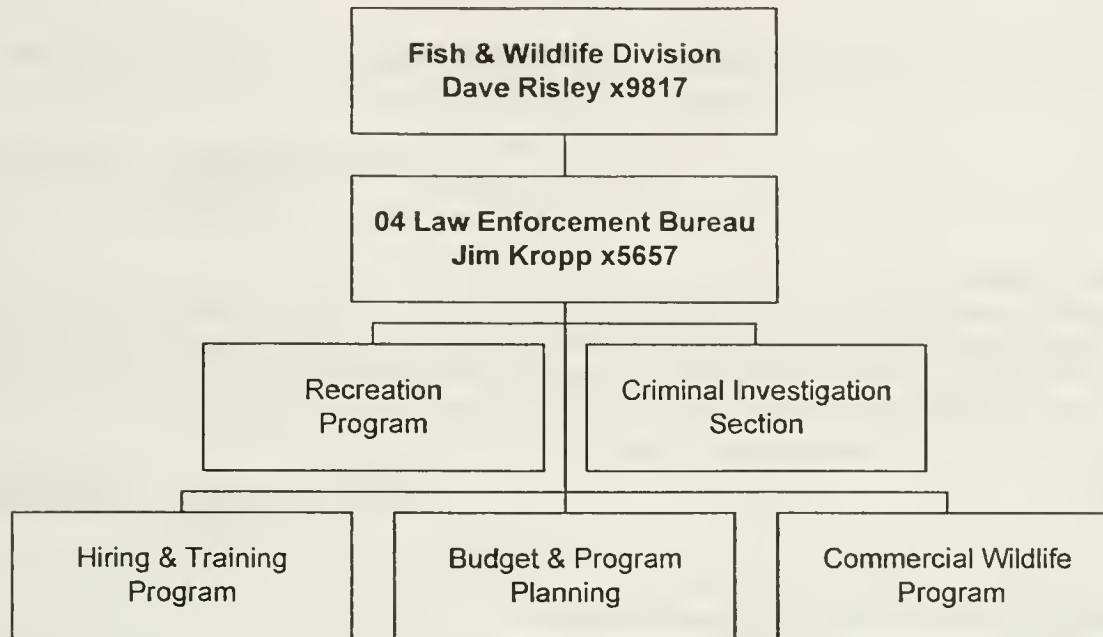 Fish & Wildlife Division
Dave Risley x9817
04 Law Enforcement Bureau
Jim Kropp x5657
Recreation
Program
Criminal Investigation
Section
Hiring & Training
Program
Budget & Program
Planning
Commercial Wildlife
Program